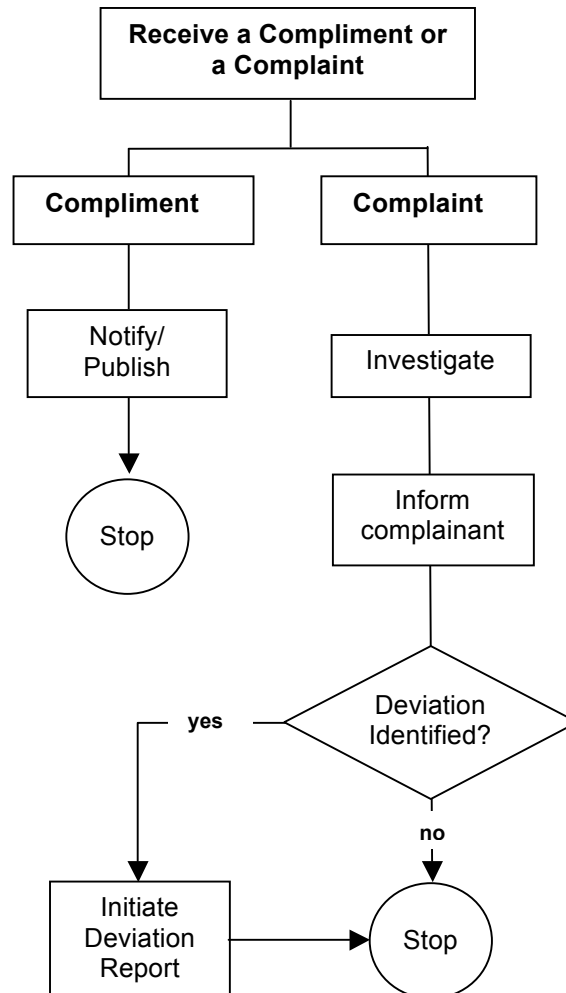 Receive a Compliment or
a Complaint
Compliment
Complaint
Notify/
Publish
Investigate
Stop
Inform
complainant
Deviation
Identified?
yes
no
Initiate
Deviation
Report
Stop